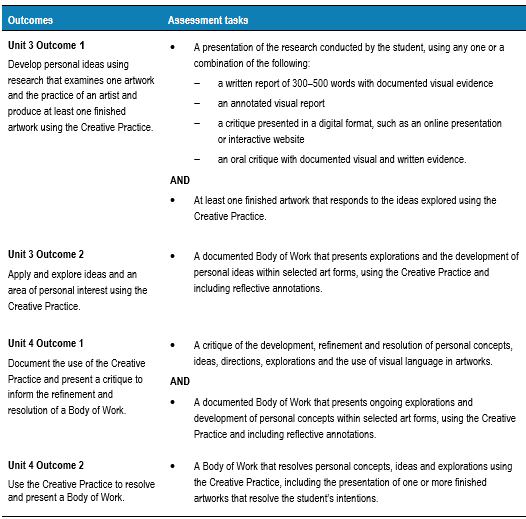 Outcomes
Assessment tasks
Unit 3 Outcome 1
Develop personal ideas using
research that examines one artwork
and the practice of an artist and
produce at least one finished
artwork using the Creative Practice.
• A presentation of the research conducted by the student, using any one or a
combination of the following:
– a written report of 300–500 words with documented visual evidence
– an annotated visual report
– a critique presented in a digital format, such as an online presentation
or interactive website
– an oral critique with documented visual and written evidence.
AND
• At least one finished artwork that responds to the ideas explored using the
Creative Practice.
Unit 3 Outcome 2
Apply and explore ideas and an
area of personal interest using the
Creative Practice.
• A documented Body of Work that presents explorations and the development of
personal ideas within selected art forms, using the Creative Practice and
including reflective annotations.
Unit 4 Outcome 1
Document the use of the Creative
Practice and present a critique to
inform the refinement and
resolution of a Body of Work.
• A critique of the development, refinement and resolution of personal concepts,
ideas, directions, explorations and the use of visual language in artworks.
AND
• A documented Body of Work that presents ongoing explorations and
development of personal concepts within selected art forms, using the Creative
Practice and including reflective annotations.
Unit 4 Outcome 2
Use the Creative Practice to resolve
and present a Body of Work.
• A Body of Work that resolves personal concepts, ideas and explorations using
the Creative Practice, including the presentation of one or more finished
artworks that resolve the student's intentions.